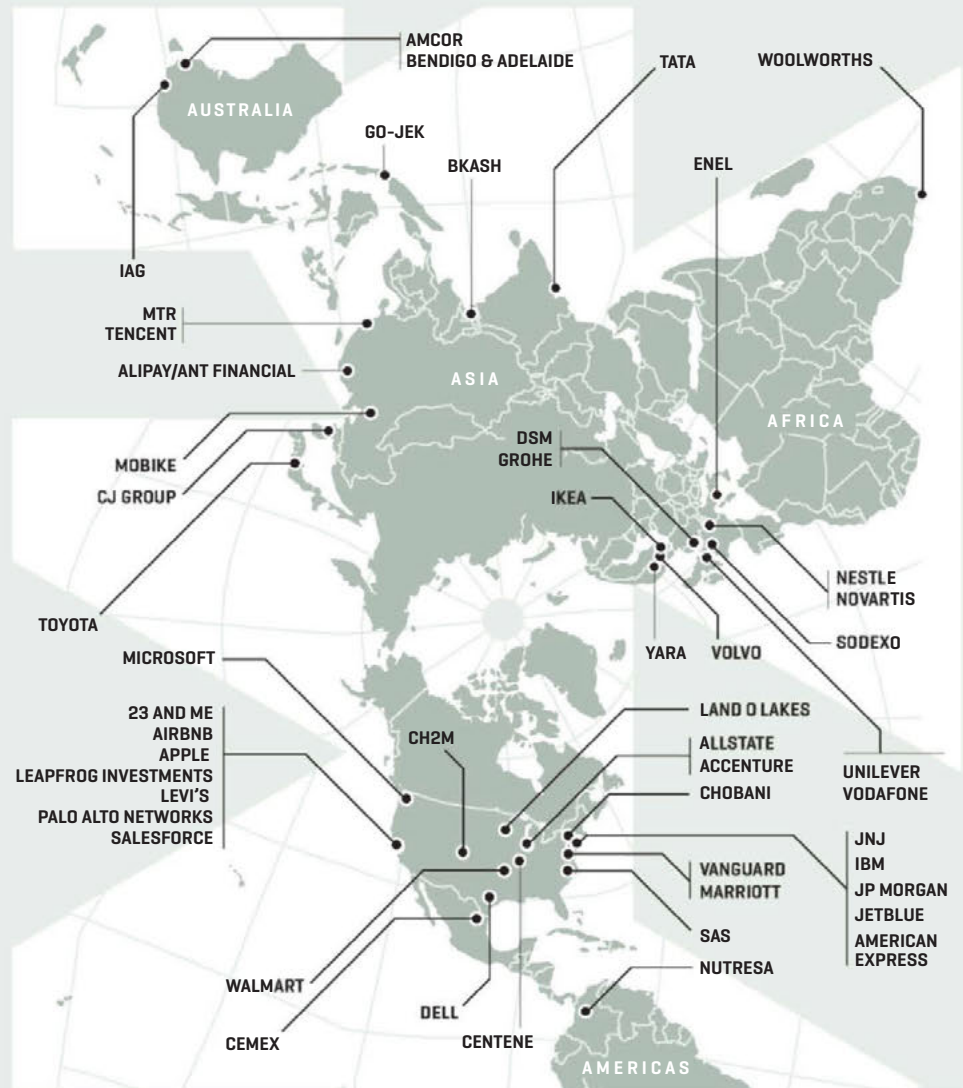 AMCOR
BENDIGO & ADELAIDE
TATA
WOOLWORTHS
AUSTRALIA
GO-JEK
BKASH
ENEL
IAG
MTR
TENCENT
ALIPAY/ANT FINANCIAL
ASIA
AFRICA
DSM
GROHE
MOBIKE
CJ GROUP
IKEA
NESTLE
NOVARTIS
TOYOTA
YARA
VOLVO
SODEXO
MICROSOFT
23 AND ME
AIRBNB
APPLE
LEAPFROG INVESTMENTS
LEVI'S
PALO ALTO NETWORKS
SALESFORCE
CH2M
LAND O LAKES
ALLSTATE
ACCENTURE
CHOBANI
UNILEVER
VODAFONE
VANGUARD
MARRIOTT
JNJ
IBM
JP MORGAN
JETBLUE
AMERICAN
EXPRESS
SAS
NUTRESA
WALMART
DELL
CEMEX
CENTENE
AMERICAS